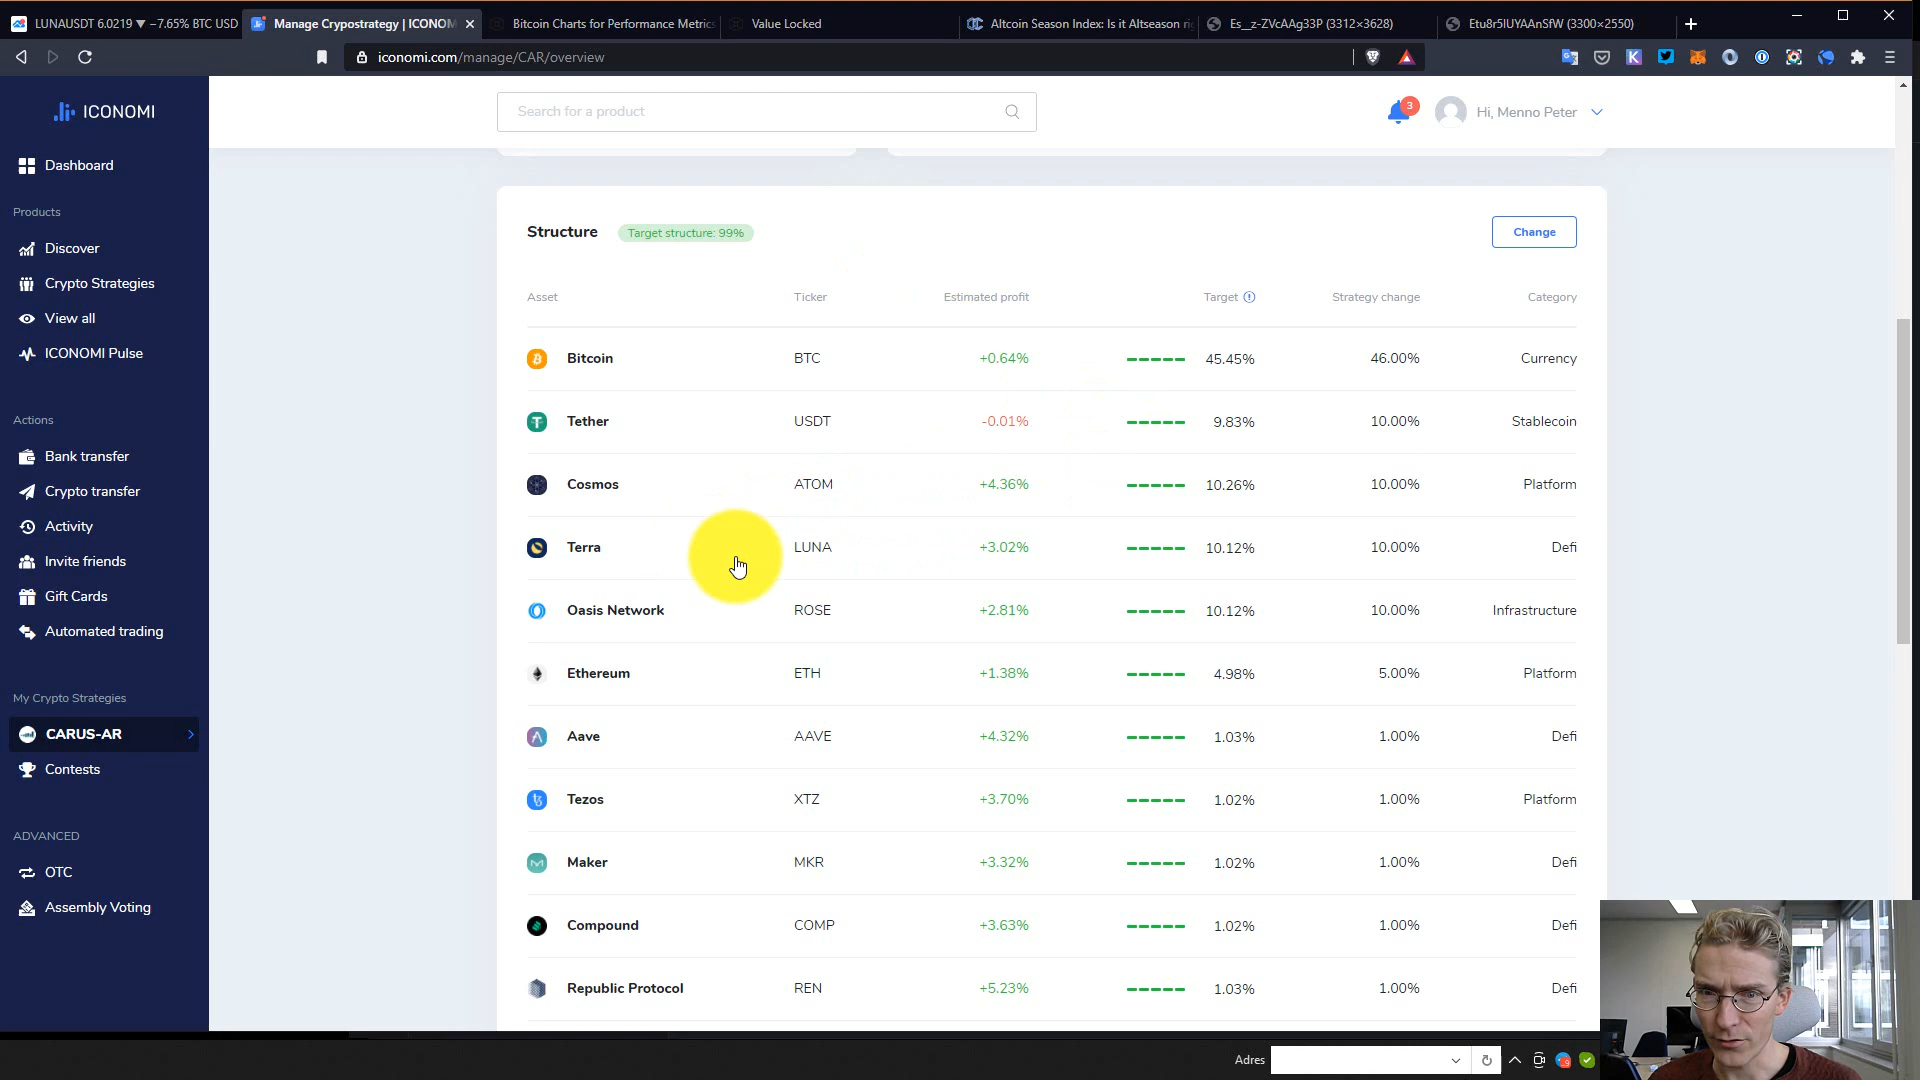 LUNAUSDT 6.0219 ▼ −7.65% BTC USD
Manage Crypostrategy | ICONOM
Bitcoin Charts for Performance Metrics
Value Locked
Altcoin Season Index: Is it Altseason ri
Es__z-ZVcAAg33P (3312×3628)
Etu8r5IUYAAnSfW (3300×2550)
iconomi.com/manage/CAR/overview
ICONOMI
Search for a product
3
Hi, Menno Peter
Dashboard
Products
Discover
Crypto Strategies
View all
ICONOMI Pulse
Actions
Bank transfer
Crypto transfer
Activity
Invite friends
Gift Cards
Automated trading
My Crypto Strategies
CARUS-AR
Contests
ADVANCED
OTC
Assembly Voting
Structure Target structure: 99% Change
Asset Ticker Estimated profit Target Strategy change Category
Bitcoin BTC +0.64% 45.45% 46.00% Currency
Tether USDT -0.01% 9.83% 10.00% Stablecoin
Cosmos ATOM +4.36% 10.26% 10.00% Platform
Terra LUNA +3.02% 10.12% 10.00% Defi
Oasis Network ROSE +2.81% 10.12% 10.00% Infrastructure
Ethereum ETH +1.38% 4.98% 5.00% Platform
Aave AAVE +4.32% 1.03% 1.00% Defi
Tezos XTZ +3.70% 1.02% 1.00% Platform
Maker MKR +3.32% 1.02% 1.00% Defi
Compound COMP +3.63% 1.02% 1.00% Defi
Republic Protocol REN +5.23% 1.03% 1.00% Defi
Adres